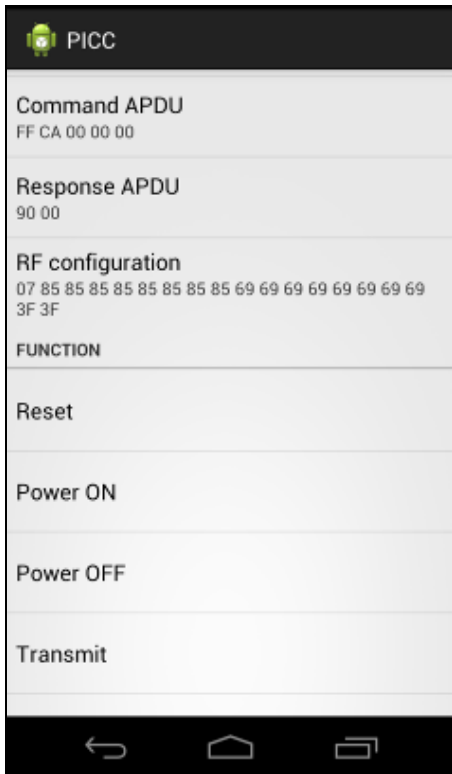 PICC
Command APDU
FF CA 00 00 00
Response APDU
90 00
RF configuration
07 85 85 85 85 85 85 85 85 69 69 69 69 69 69 69 69
3F 3F
FUNCTION
Reset
Power ON
Power OFF
Transmit